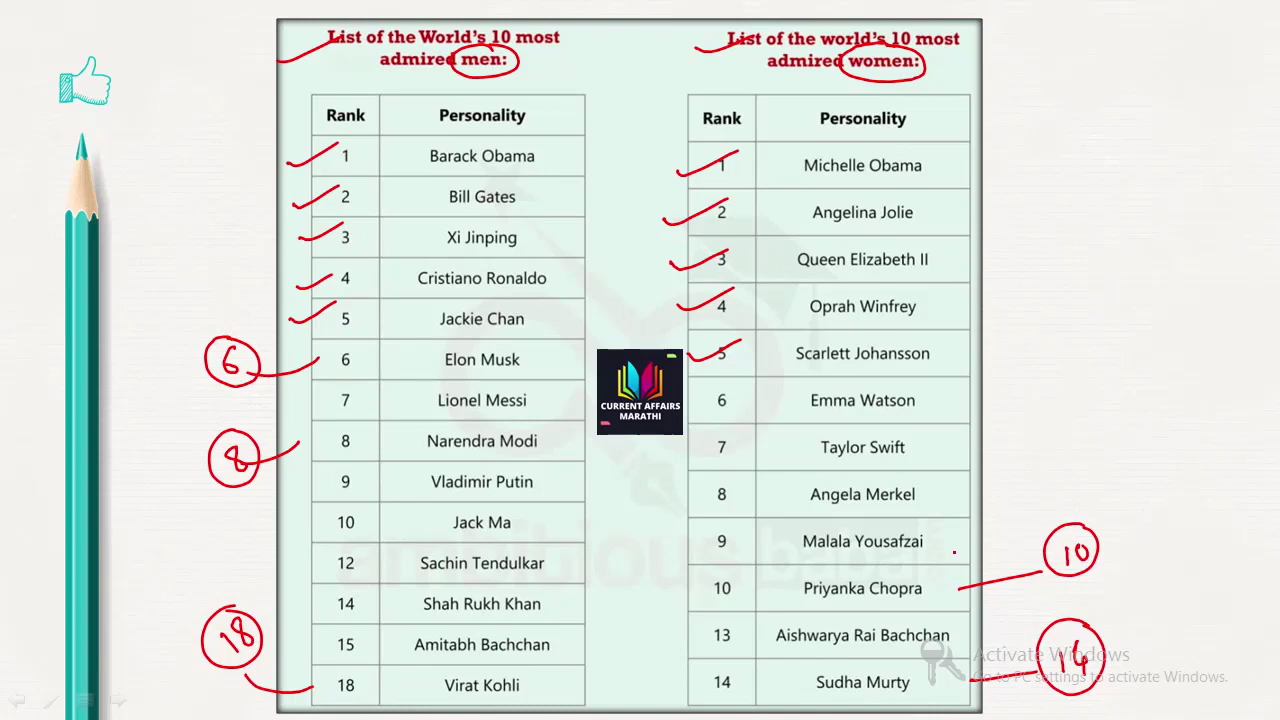 List of the World's 10 most
admired men:
Rank Personality
1 Barack Obama
2 Bill Gates
3 Xi Jinping
4 Cristiano Ronaldo
5 Jackie Chan
6 Elon Musk
7 Lionel Messi
8 Narendra Modi
9 Vladimir Putin
10 Jack Ma
12 Sachin Tendulkar
14 Shah Rukh Khan
15 Amitabh Bachchan
18 Virat Kohli
6
8
18
CURRENT AFFAIRS
MARATHI
List of the world's 10 most
admired women:
Rank Personality
1 Michelle Obama
2 Angelina Jolie
3 Queen Elizabeth II
4 Oprah Winfrey
5 Scarlett Johansson
6 Emma Watson
7 Taylor Swift
8 Angela Merkel
9 Malala Yousafzai
10 Priyanka Chopra
13 Aishwarya Rai Bachchan
14 Sudha Murty
10
14
Activate Windows
Go to PC settings to activate Windows.